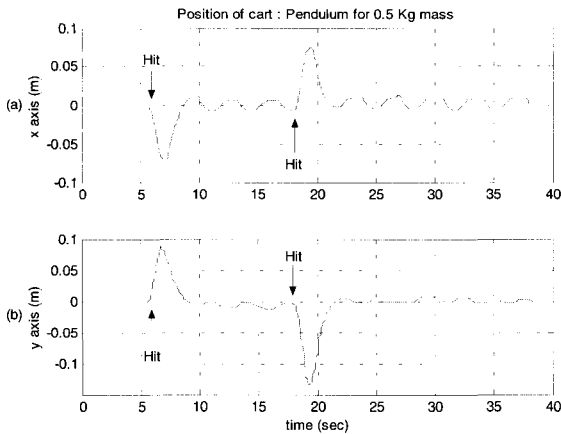 Position of cart : Pendulum for 0.5 Kg mass
0.1
0.05
0
-0.05
-0.1
(a)
x axis (m)
Hit
Hit
0 5 10 15 20 25 30 35 40
0.1
0.05
0
-0.05
-0.1
(b)
y axis (m)
Hit
Hit
0 5 10 15 20 25 30 35 40
time (sec)